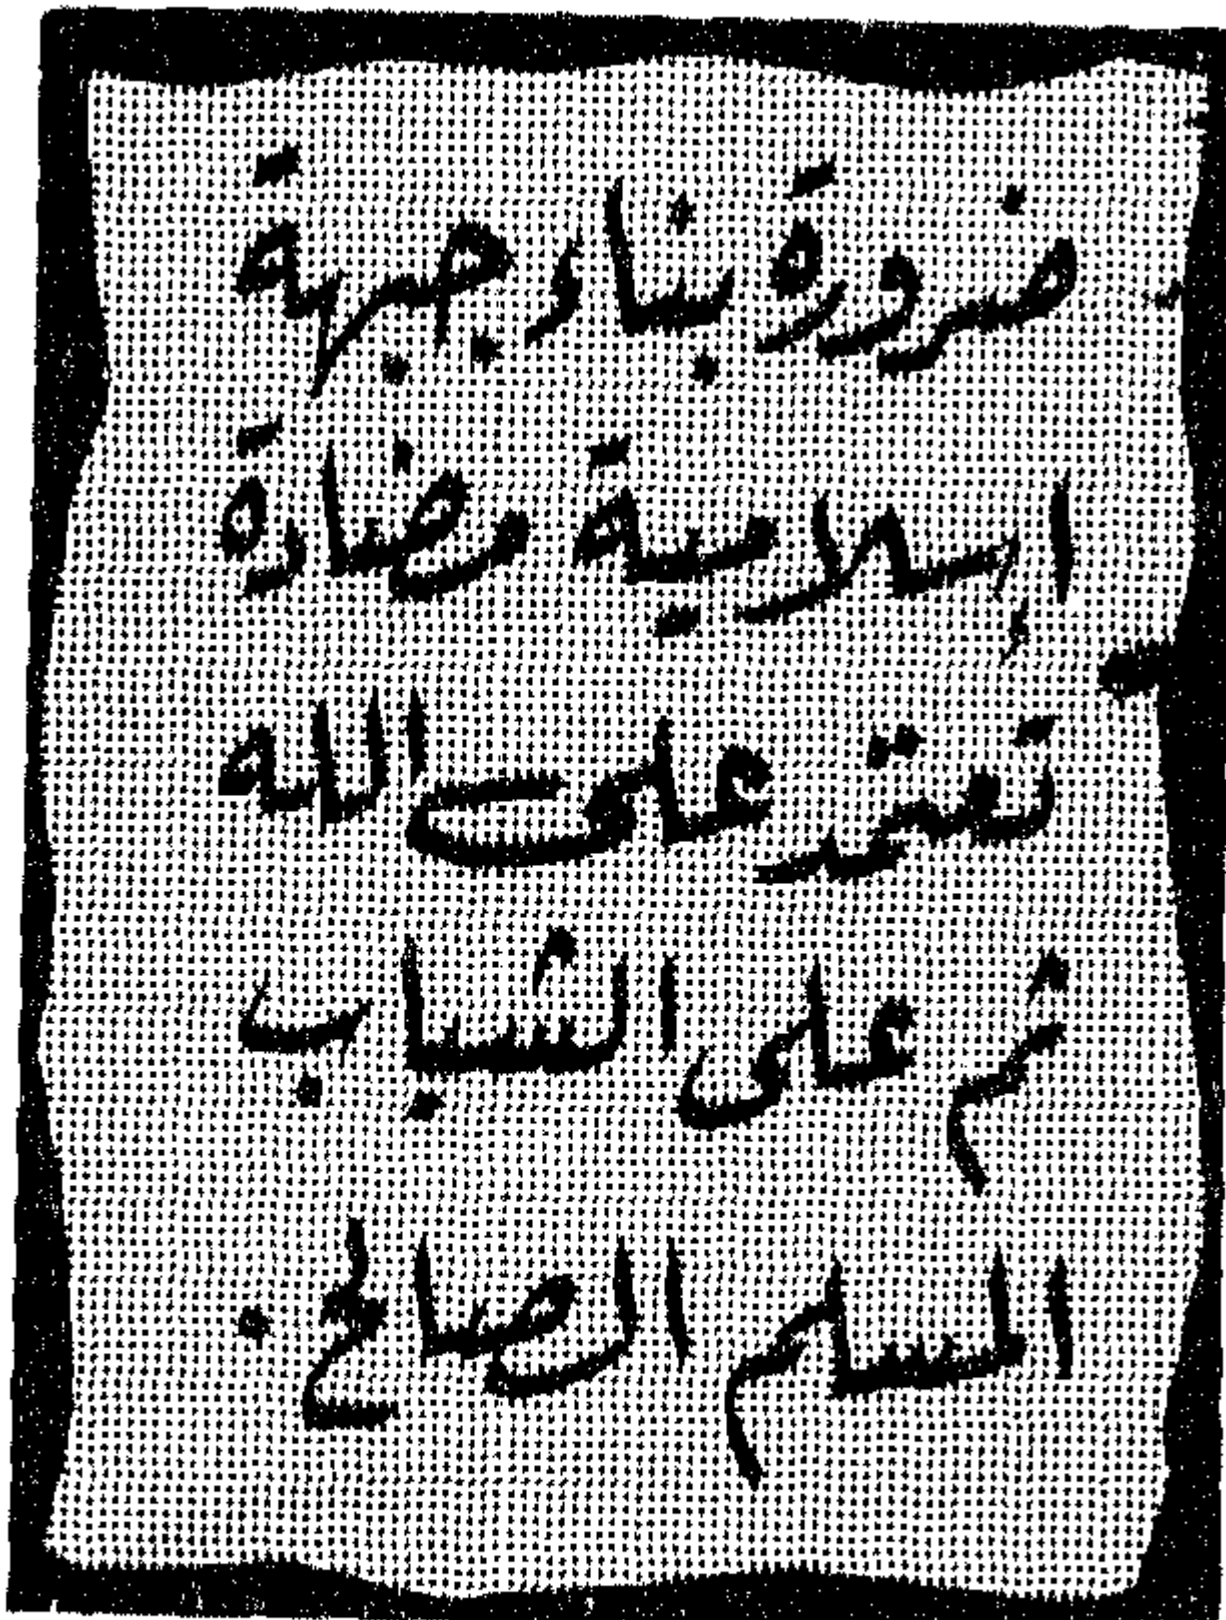 ضرورة بناء جبهة
إسلامية مضادة
تعتمد على الله
ثم على الشباب
المسلم الصالح.